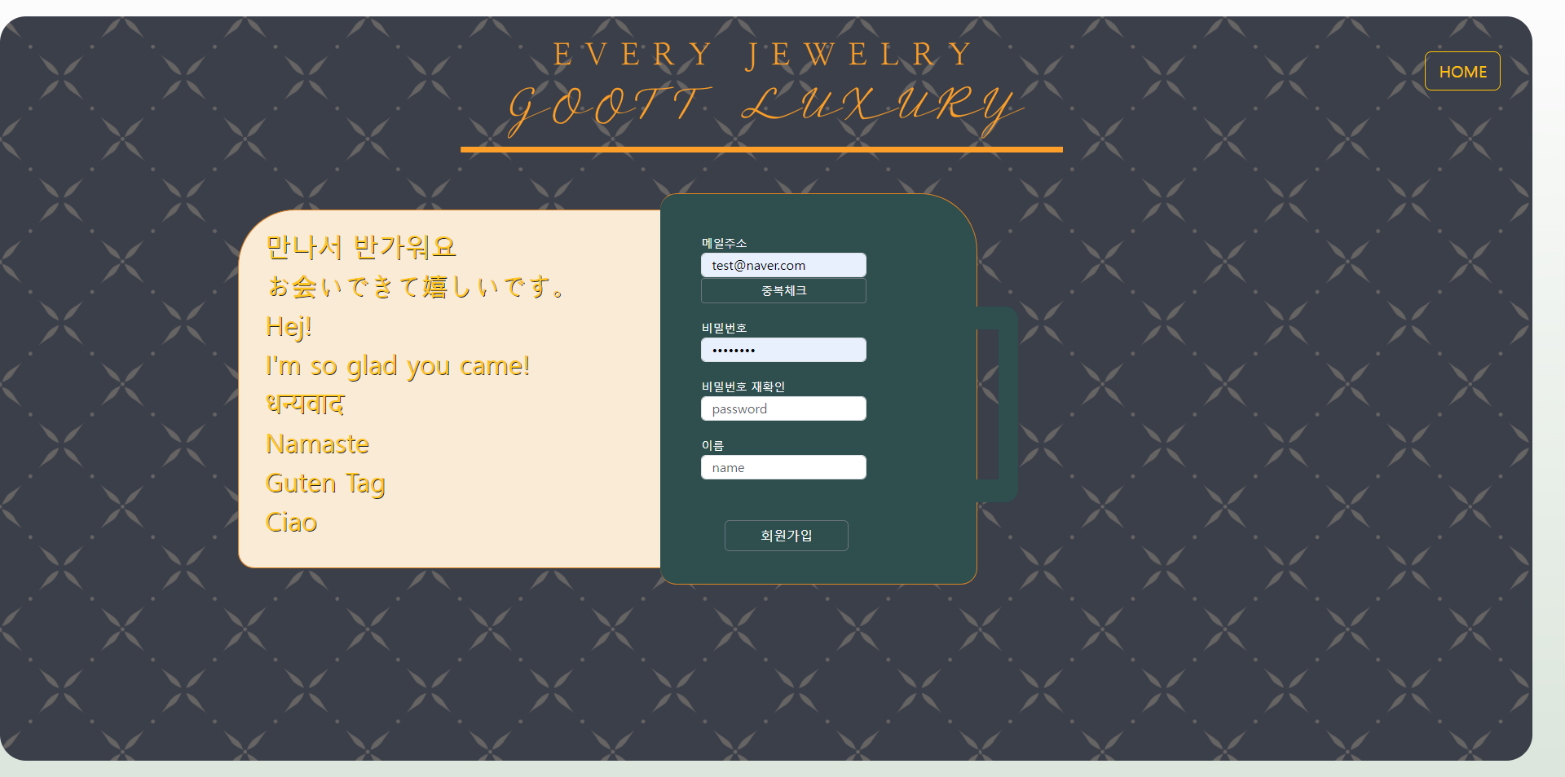 EVERY JEWELRY
GOOTT LUXURY
HOME
만나서 반가워요
お会いできて嬉しいです。
Hej!
I'm so glad you came!
धन्यवाद
Namaste
Guten Tag
Ciao
메일주소
test@naver.com
중복체크
비밀번호
••••••••
비밀번호 재확인
password
이름
name
회원가입